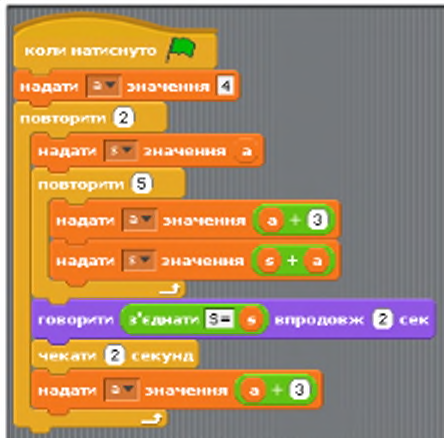 коли натиснуто
надати a значення 4
повторити 2
надати s значення a
повторити 5
надати a значення a + 3
надати s значення s + a
говорити з'єднати S= s впродовж 2 сек
чекати 2 секунд
надати a значення a + 3